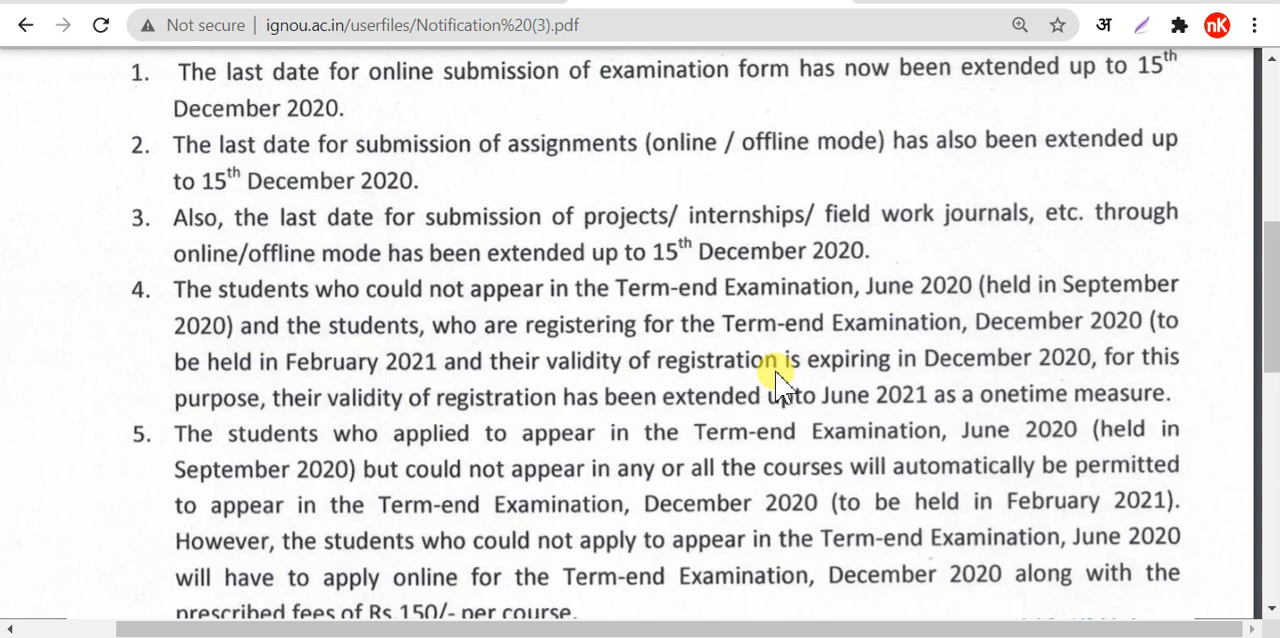 Not secure | ignou.ac.in/userfiles/Notification%20(3).pdf
अ
nK
1. The last date for online submission of examination form has now been extended up to 15th
December 2020.
2. The last date for submission of assignments (online / offline mode) has also been extended up
to 15th December 2020.
3. Also, the last date for submission of projects/ internships/ field work journals, etc. through
online/offline mode has been extended up to 15th December 2020.
4. The students who could not appear in the Term-end Examination, June 2020 (held in September
2020) and the students, who are registering for the Term-end Examination, December 2020 (to
be held in February 2021 and their validity of registration is expiring in December 2020, for this
purpose, their validity of registration has been extended upto June 2021 as a onetime measure.
5. The students who applied to appear in the Term-end Examination, June 2020 (held in
September 2020) but could not appear in any or all the courses will automatically be permitted
to appear in the Term-end Examination, December 2020 (to be held in February 2021).
However, the students who could not apply to appear in the Term-end Examination, June 2020
will have to apply online for the Term-end Examination, December 2020 along with the
prescribed fees of Rs.150/- per course.